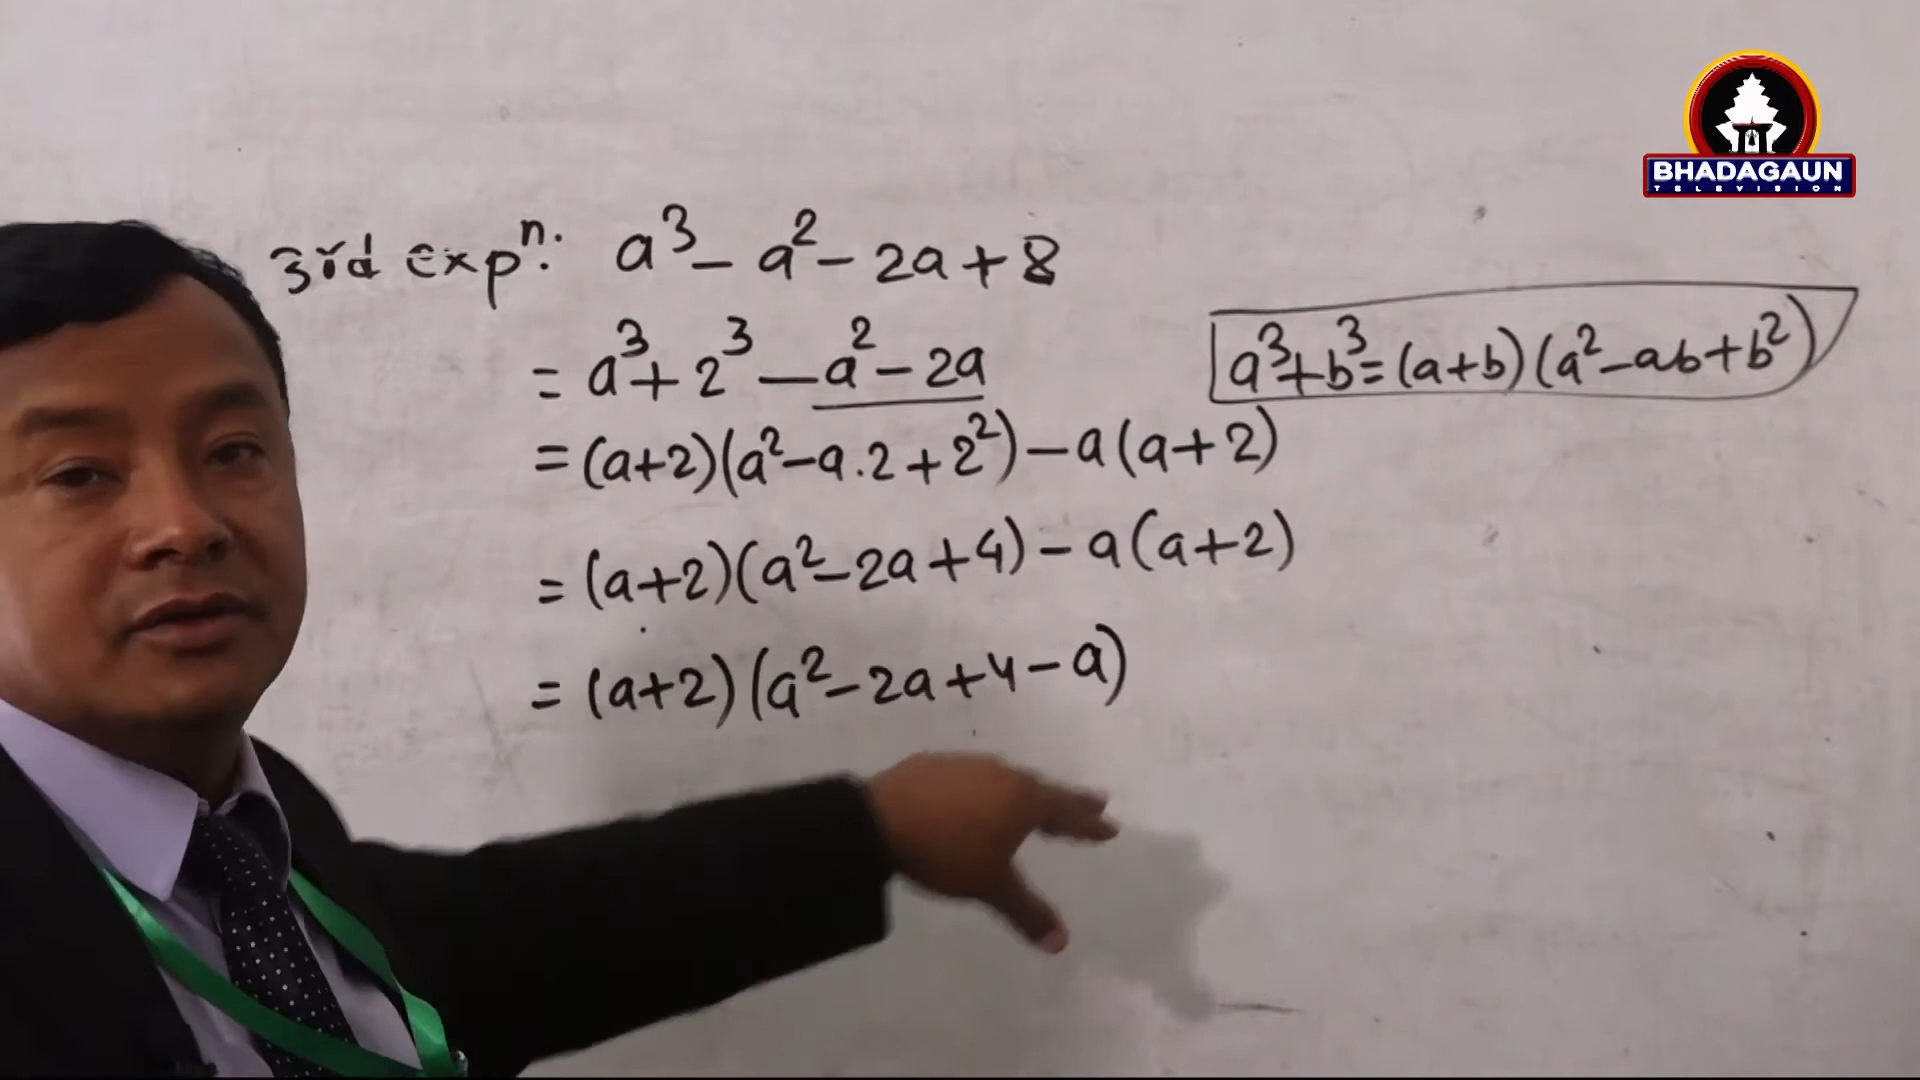 BHADAGAUN
TELEVISION
3rd expⁿ: a³ - a² - 2a + 8
= a³ + 2³ - a² - 2a
a³ + b³ = (a+b)(a² - ab + b²)
= (a+2)(a² - a.2 + 2²) - a(a+2)
= (a+2)(a² - 2a + 4) - a(a+2)
= (a+2)(a² - 2a + 4 - a)